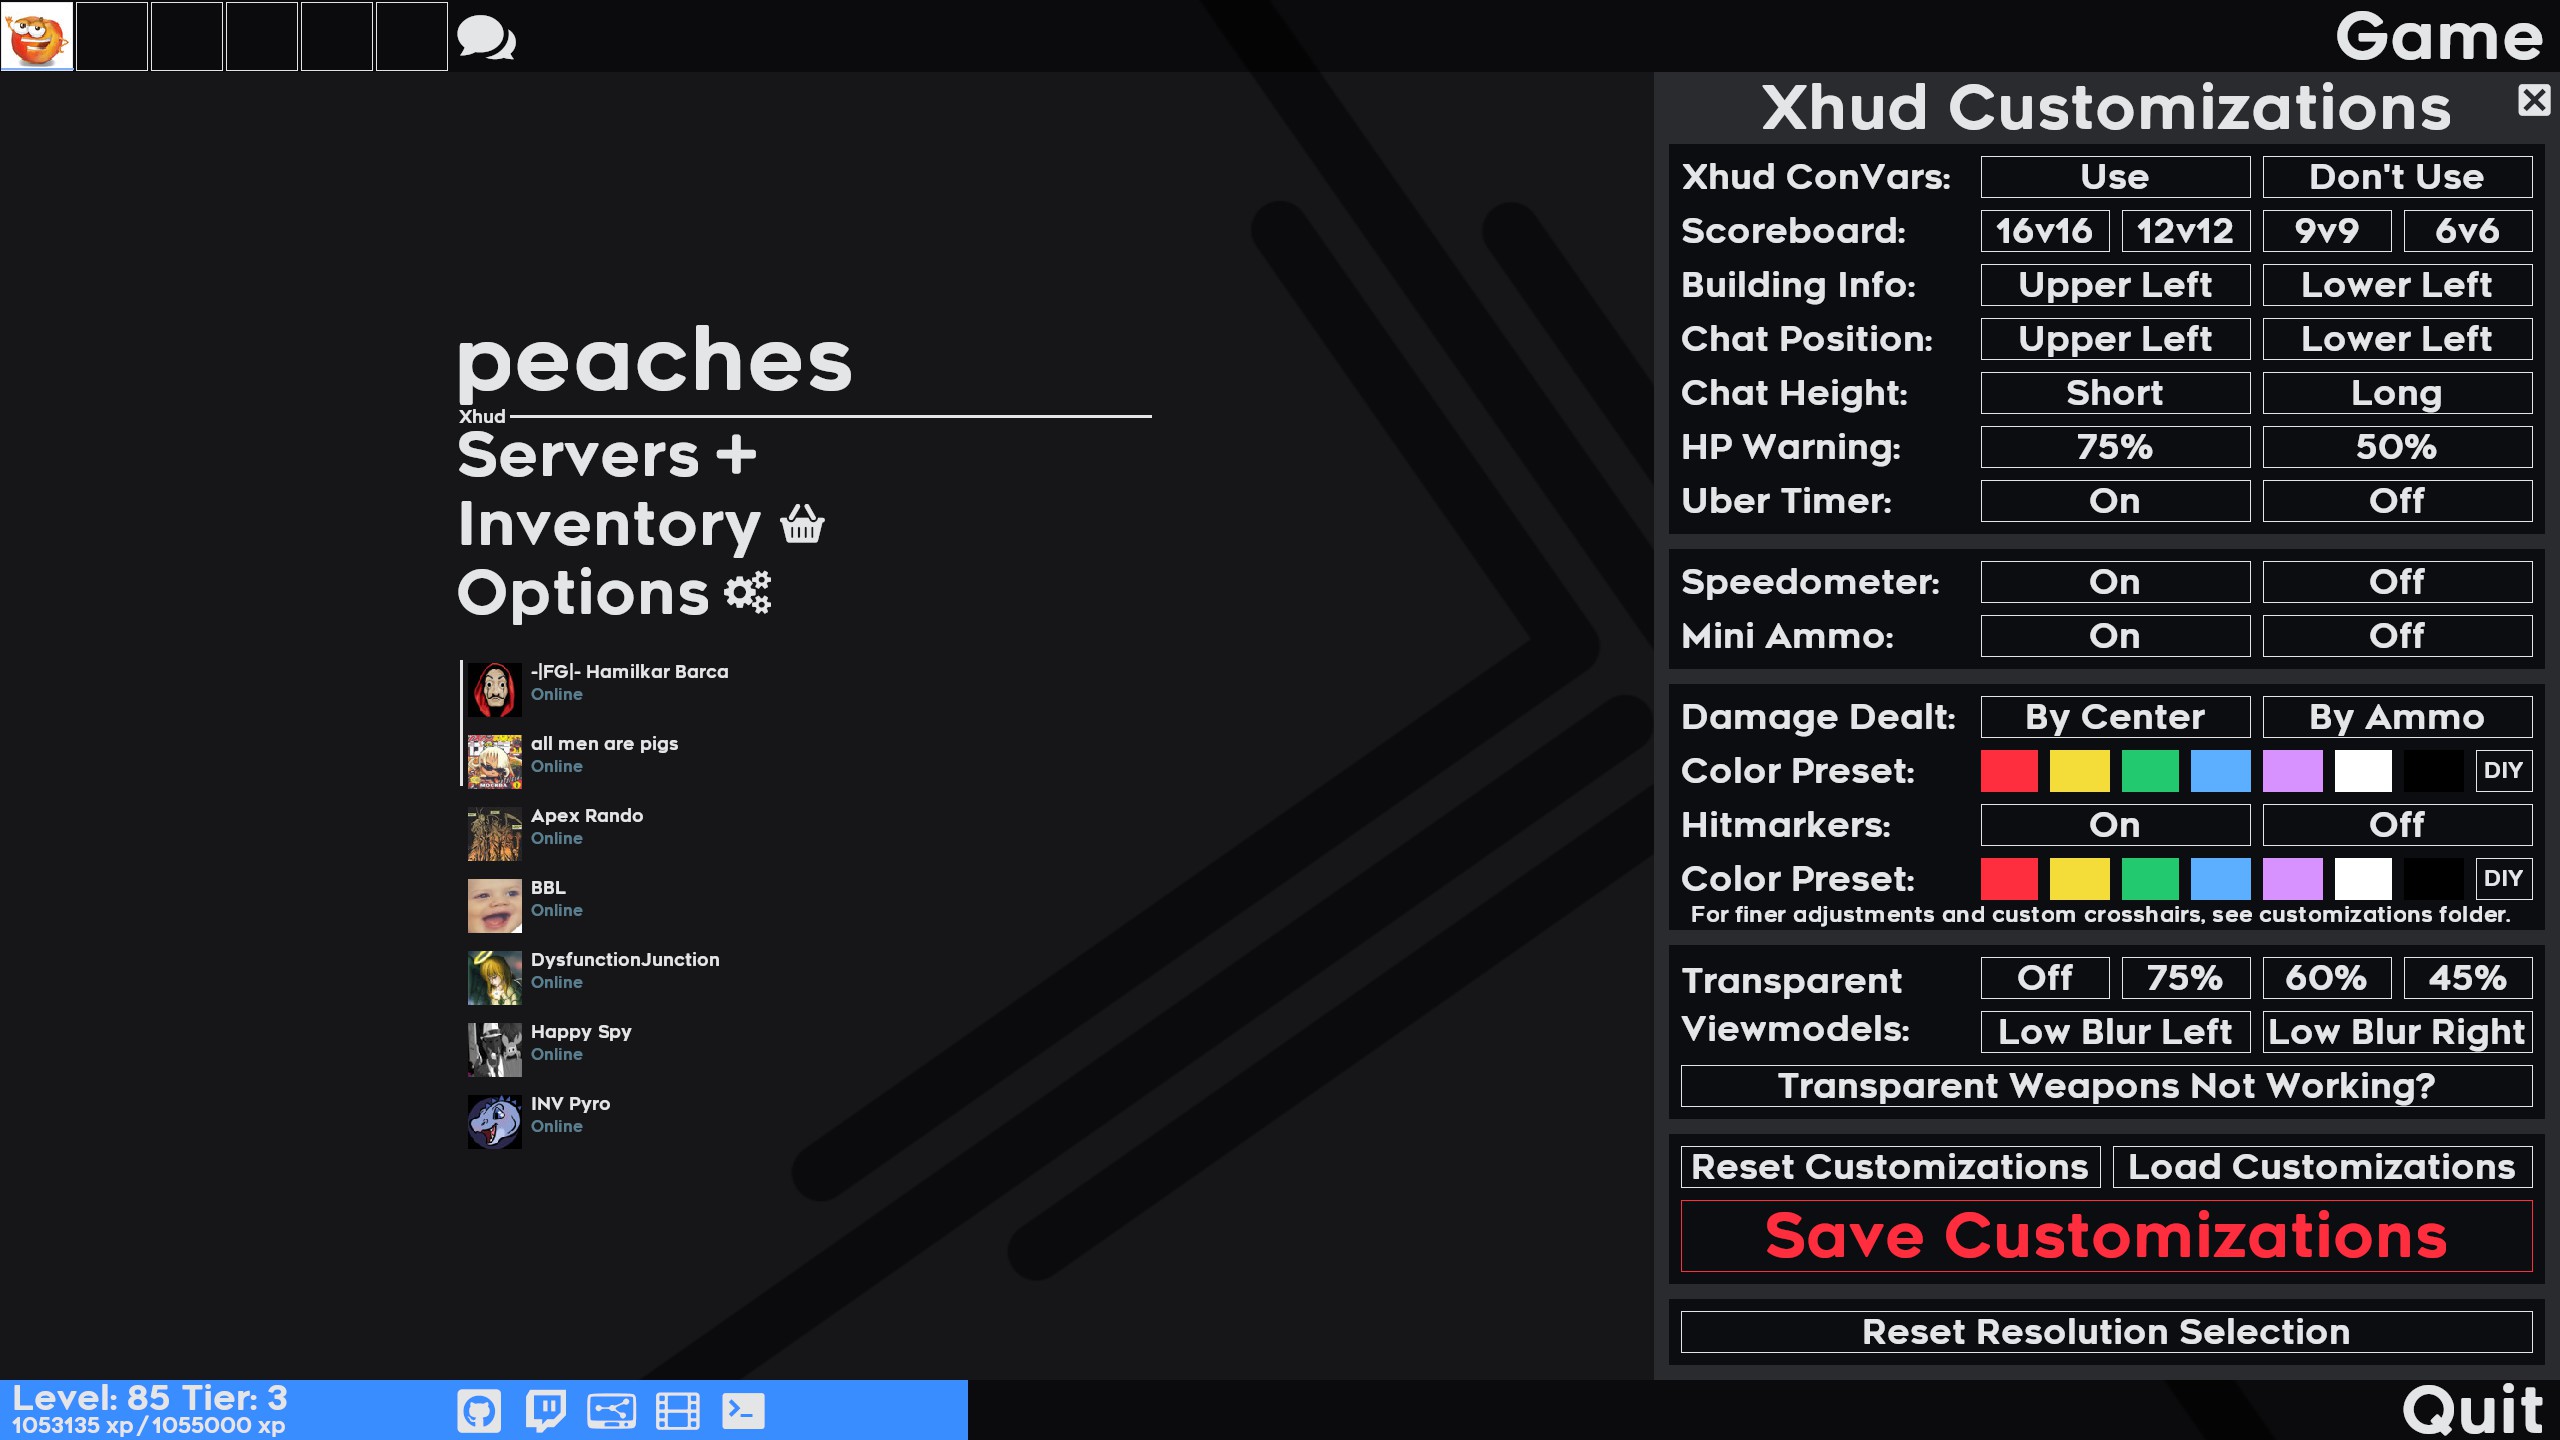 Game
Xhud Customizations
Xhud ConVars: Use Don't Use
Scoreboard: 16v16 12v12 9v9 6v6
Building Info: Upper Left Lower Left
Chat Position: Upper Left Lower Left
Chat Height: Short Long
HP Warning: 75% 50%
Uber Timer: On Off
Speedometer: On Off
Mini Ammo: On Off
Damage Dealt: By Center By Ammo
Color Preset: DIY
Hitmarkers: On Off
Color Preset: DIY
For finer adjustments and custom crosshairs, see customizations folder.
Transparent Off 75% 60% 45%
Viewmodels: Low Blur Left Low Blur Right
Transparent Weapons Not Working?
Reset Customizations Load Customizations
Save Customizations
Reset Resolution Selection
peaches
Xhud
Servers +
Inventory
Options
-|FG|- Hamilkar Barca
Online
all men are pigs
Online
Apex Rando
Online
BBL
Online
DysfunctionJunction
Online
Happy Spy
Online
INV Pyro
Online
Level: 85 Tier: 3
1053135 xp/1055000 xp
Quit